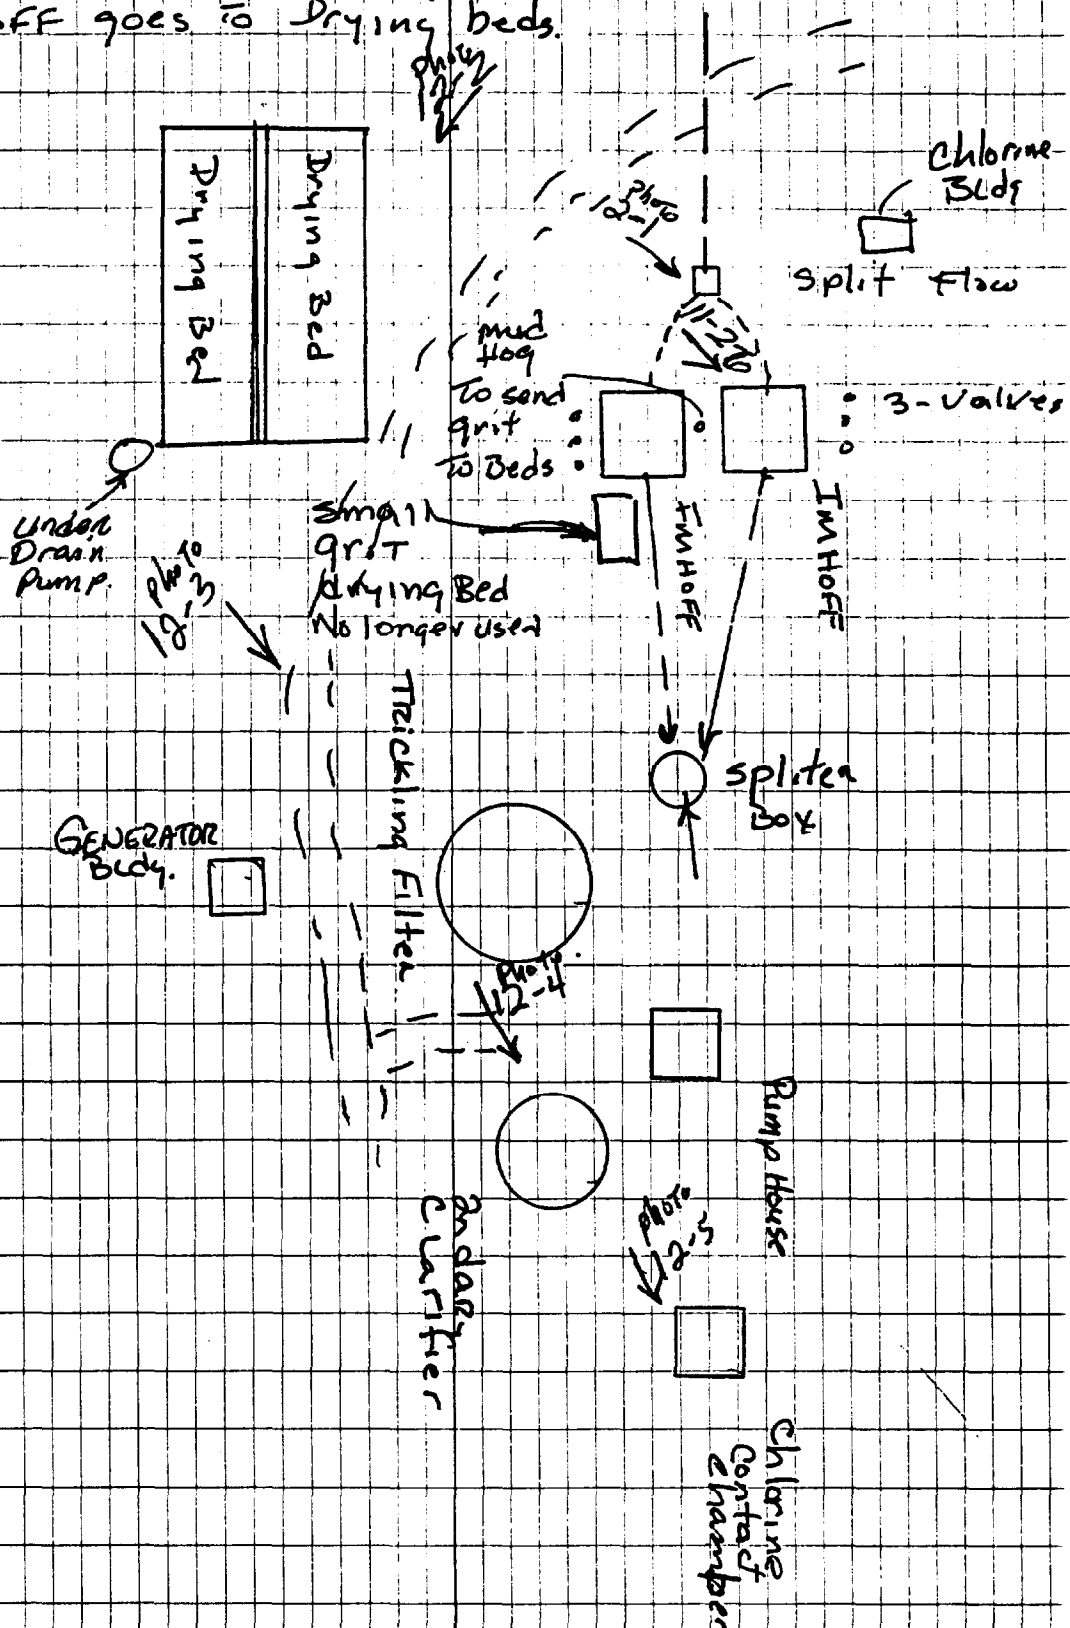 OFF goes to Drying beds.
photo
12-2
Chlorine
Bldg
photo
12-1
Split Flow
Drying Bed
Drying Bed
mud
Hog
To send
grit
To Beds
3-valves
Under
Drain
Pump.
small
grit
drying Bed
No longer used
IMHOFF
IMHOFF
photo
12-3
Trickling Filter
spliter
Box
GENERATOR
Bldg.
photo
12-4
Pump House
2ndary
Clarifier
photo
12-5
Chlorine
Contact
Chamber